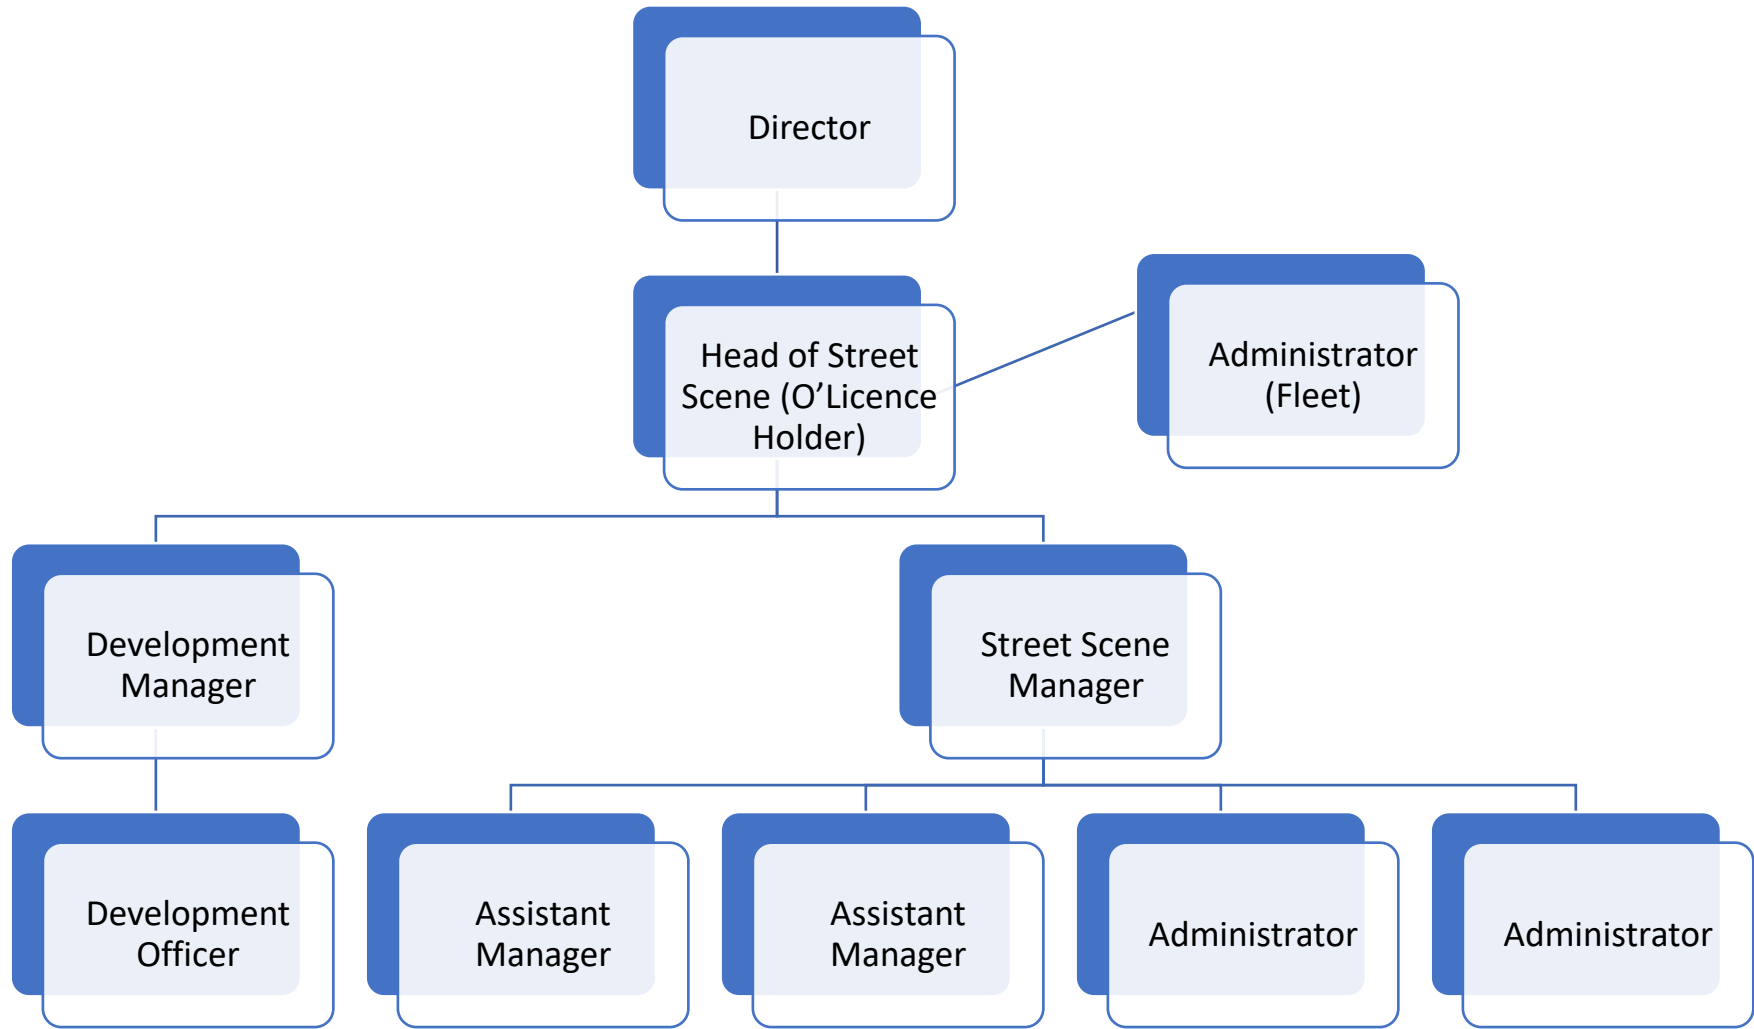 Director
Head of Street
Scene (O’Licence
Holder)
Administrator
(Fleet)
Development
Manager
Street Scene
Manager
Development
Officer
Assistant
Manager
Assistant
Manager
Administrator
Administrator